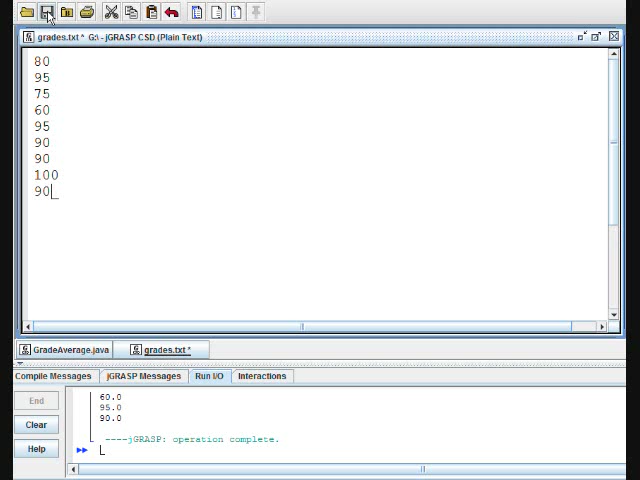 grades.txt * G:\ - jGRASP CSD (Plain Text)
80
95
75
60
95
90
90
100
90
GradeAverage.java
grades.txt *
Compile Messages
jGRASP Messages
Run I/O
Interactions
End
Clear
Help
60.0
95.0
90.0
----jGRASP: operation complete.